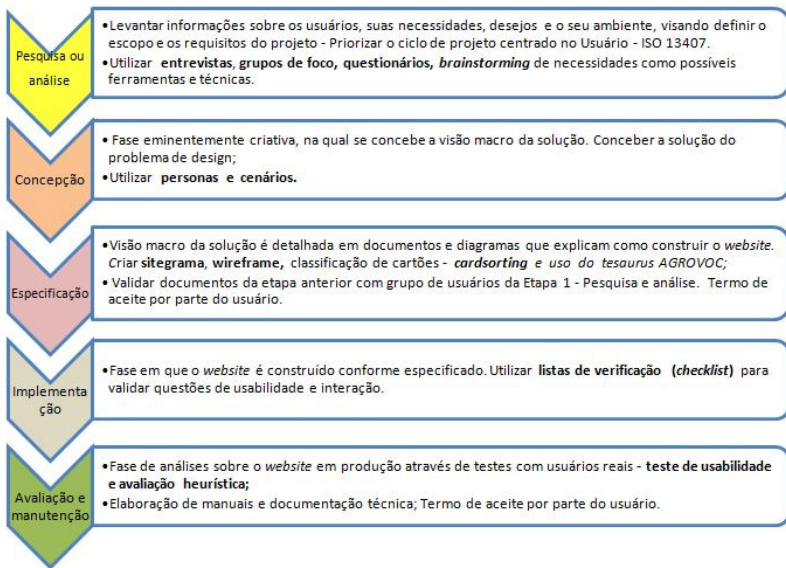 Pesquisa ou
análise
•Levantar informações sobre os usuários, suas necessidades, desejos e o seu ambiente, visando definir o
escopo e os requisitos do projeto - Priorizar o ciclo de projeto centrado no Usuário - ISO 13407.
•Utilizar entrevistas, grupos de foco, questionários, brainstorming de necessidades como possíveis
ferramentas e técnicas.
Concepção
• Fase eminentemente criativa, na qual se concebe a visão macro da solução. Conceber a solução do
problema de design;
•Utilizar personas e cenários.
Especificação
•Visão macro da solução é detalhada em documentos e diagramas que explicam como construir o website.
Criar sitegrama, wireframe, classificação de cartões - cardsorting e uso do tesaurus AGROVOC;
• Validar documentos da etapa anterior com grupo de usuários da Etapa 1 - Pesquisa e análise. Termo de
aceite por parte do usuário.
Implementa
ção
•Fase em que o website é construído conforme especificado. Utilizar listas de verificação (checklist) para
validar questões de usabilidade e interação.
Avaliação e
manutenção
•Fase de análises sobre o website em produção através de testes com usuários reais - teste de usabilidade
e avaliação heurística;
•Elaboração de manuais e documentação técnica; Termo de aceite por parte do usuário.